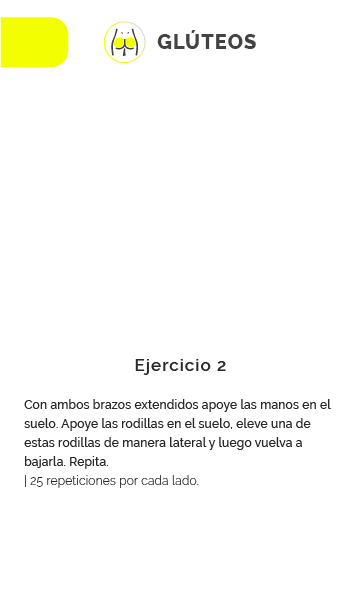 GLÚTEOS
Ejercicio 2
Con ambos brazos extendidos apoye las manos en el
suelo. Apoye las rodillas en el suelo, eleve una de
estas rodillas de manera lateral y luego vuelva a
bajarla. Repita.
| 25 repeticiones por cada lado.